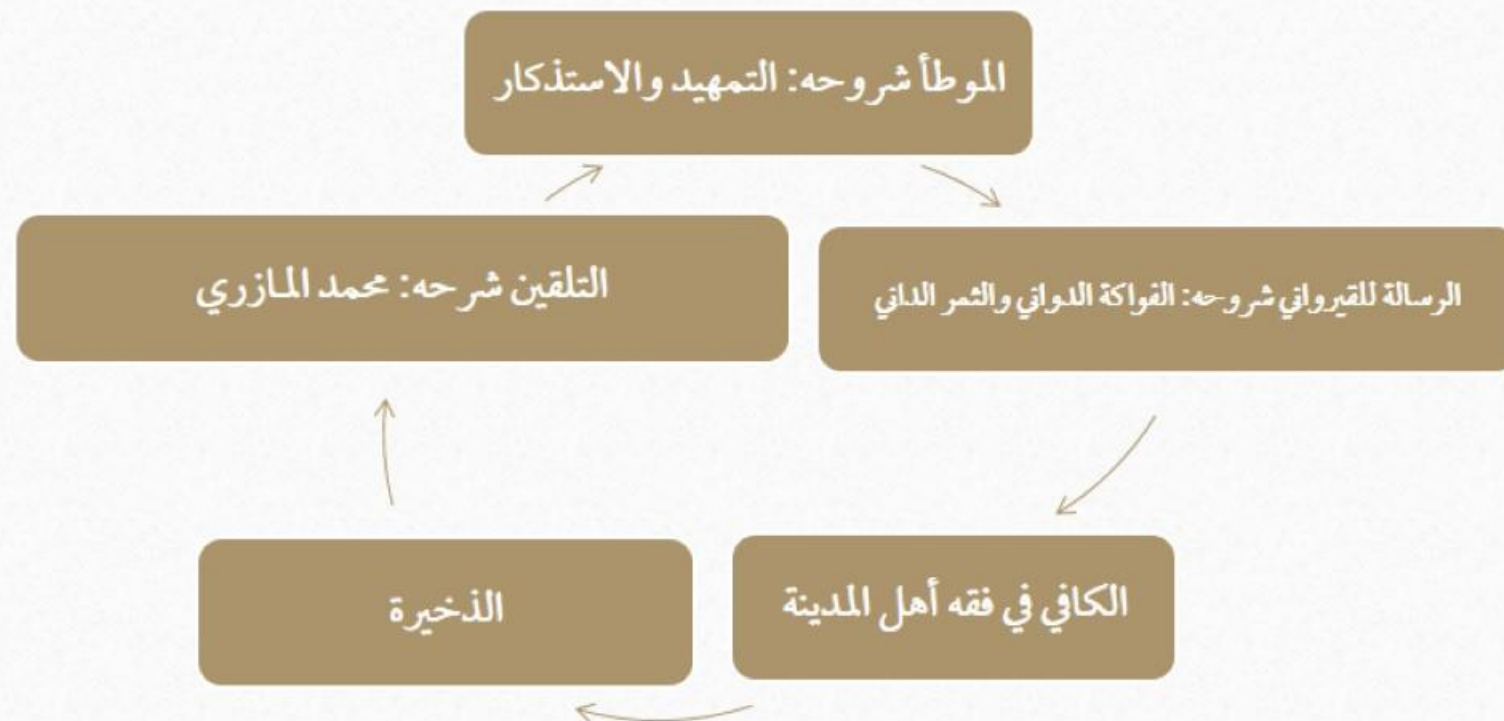 الموطأ شروحه: التمهيد والاستذكار
الرسالة للقيرواني شروحه: الفواكة الدواني والثمر الداني
الكافي في فقه أهل المدينة
الذخيرة
التلقين شرحه: محمد المازري